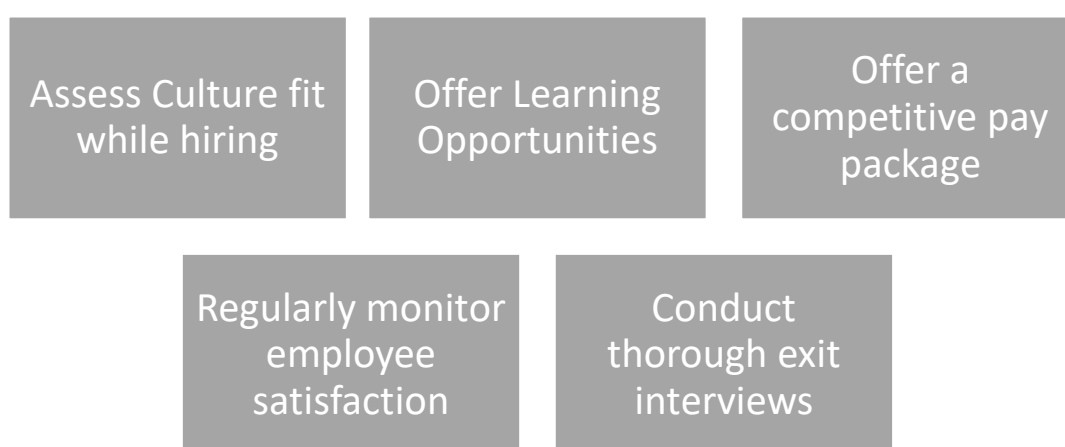 Assess Culture fit
while hiring
Offer Learning
Opportunities
Offer a
competitive pay
package
Regularly monitor
employee
satisfaction
Conduct
thorough exit
interviews